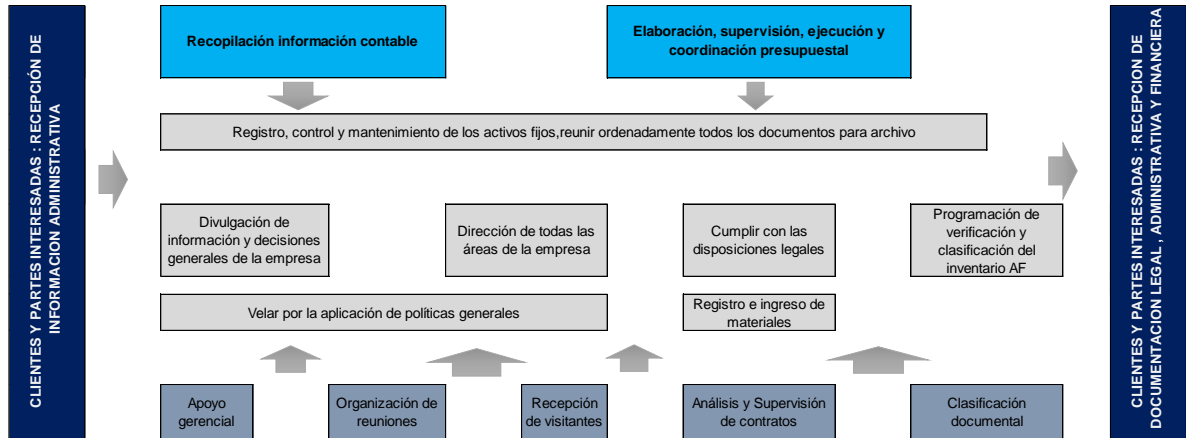 CLIENTES Y PARTES INTERESADAS : RECEPCIÓN DE
INFORMACION ADMINISTRATIVA
Recopilación información contable
Elaboración, supervisión, ejecución y
coordinación presupuestal
Registro, control y mantenimiento de los activos fijos,reunir ordenadamente todos los documentos para archivo
Divulgación de
información y decisiones
generales de la empresa
Dirección de todas las
áreas de la empresa
Cumplir con las
disposiciones legales
Programación de
verificación y
clasificación del
inventario AF
Velar por la aplicación de políticas generales
Registro e ingreso de
materiales
Apoyo
gerencial
Organización de
reuniones
Recepción
de visitantes
Análisis y Supervisión
de contratos
Clasificación
documental
CLIENTES Y PARTES INTERESADAS : RECEPCION DE
DOCUMENTACION LEGAL , ADMINISTRATIVA Y FINANCIERA